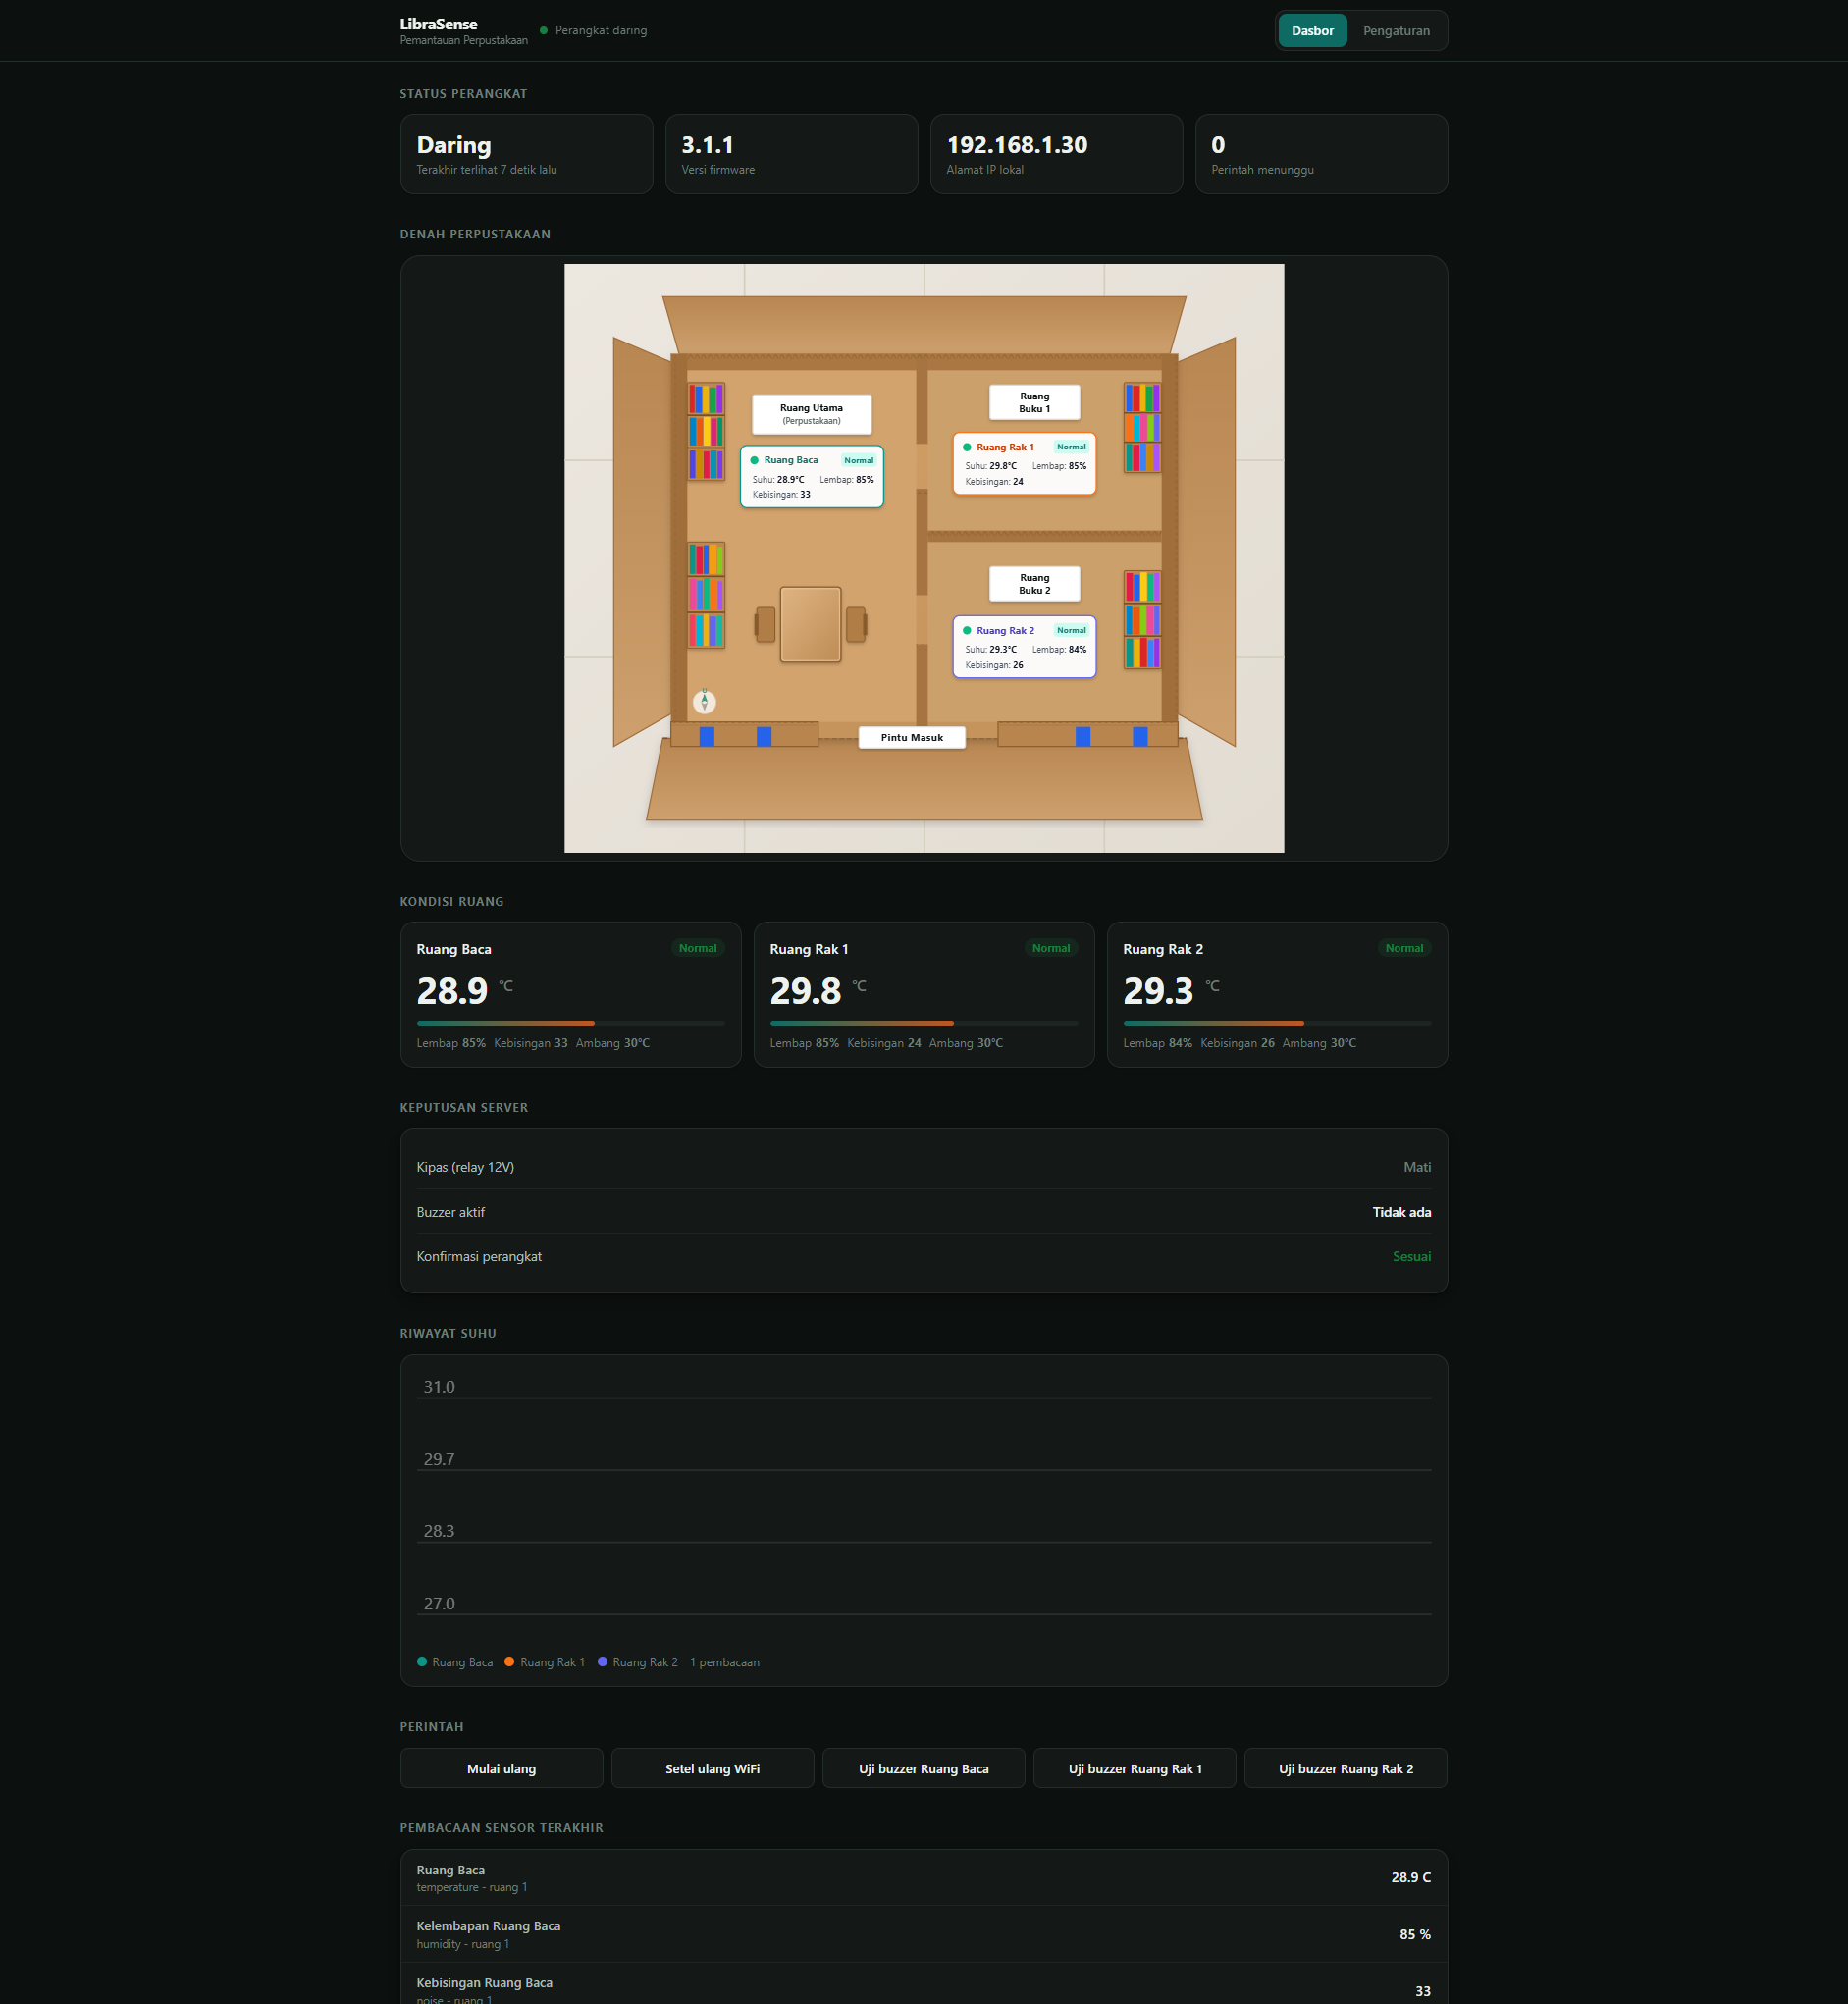 LibraSense
Pemantauan Perpustakaan
Perangkat daring
Dasbor
Pengaturan
STATUS PERANGKAT
Daring
Terakhir terlihat 7 detik lalu
3.1.1
Versi firmware
192.168.1.30
Alamat IP lokal
0
Perintah menunggu
DENAH PERPUSTAKAAN
Ruang Utama
(Perpustakaan)
Ruang Baca Normal
Suhu: 28.9°C Lembap: 85%
Kebisingan: 33
Ruang
Buku 1
Ruang Rak 1 Normal
Suhu: 29.8°C Lembap: 85%
Kebisingan: 24
Ruang
Buku 2
Ruang Rak 2 Normal
Suhu: 29.3°C Lembap: 84%
Kebisingan: 26
Pintu Masuk
KONDISI RUANG
Ruang Baca Normal
28.9 °C
Lembap 85% Kebisingan 33 Ambang 30°C
Ruang Rak 1 Normal
29.8 °C
Lembap 85% Kebisingan 24 Ambang 30°C
Ruang Rak 2 Normal
29.3 °C
Lembap 84% Kebisingan 26 Ambang 30°C
KEPUTUSAN SERVER
Kipas (relay 12V) Mati
Buzzer aktif Tidak ada
Konfirmasi perangkat Sesuai
RIWAYAT SUHU
31.0
29.7
28.3
27.0
Ruang Baca Ruang Rak 1 Ruang Rak 2 1 pembacaan
PERINTAH
Mulai ulang
Setel ulang WiFi
Uji buzzer Ruang Baca
Uji buzzer Ruang Rak 1
Uji buzzer Ruang Rak 2
PEMBACAAN SENSOR TERAKHIR
Ruang Baca
temperature - ruang 1
28.9 C
Kelembapan Ruang Baca
humidity - ruang 1
85 %
Kebisingan Ruang Baca
noise - ruang 1
33